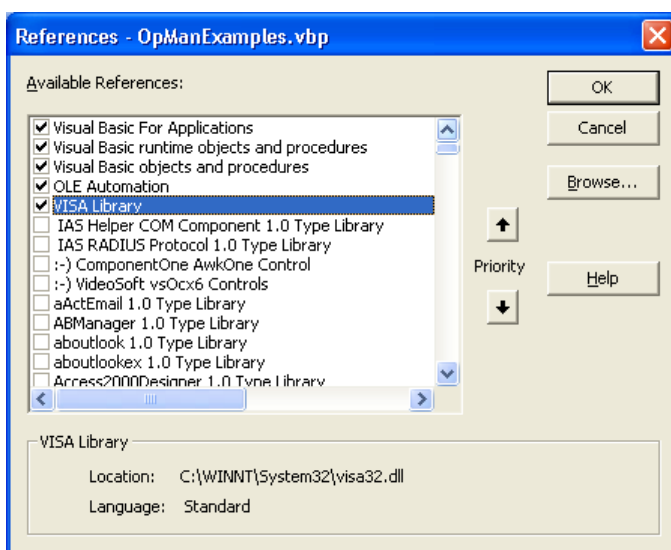 References - OpManExamples.vbp
Available References:
Visual Basic For Applications
Visual Basic runtime objects and procedures
Visual Basic objects and procedures
OLE Automation
VISA Library
IAS Helper COM Component 1.0 Type Library
IAS RADIUS Protocol 1.0 Type Library
:-) ComponentOne AwkOne Control
:-) VideoSoft vsOcx6 Controls
aActEmail 1.0 Type Library
ABManager 1.0 Type Library
aboutlook 1.0 Type Library
aboutlookex 1.0 Type Library
Access2000Designer 1.0 Type Library
OK
Cancel
Browse...
Priority
Help
VISA Library
Location: C:\WINNT\System32\visa32.dll
Language: Standard